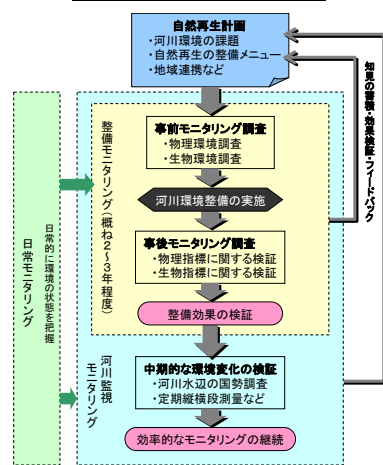 自然再生計画
・河川環境の課題
・自然再生の整備メニュー
・地域連携など
知見の蓄積・効果検証・フィードバック
整備モニタリング(概ね2~3年程度)
事前モニタリング調査
・物理環境調査
・生物環境調査
河川環境整備の実施
事後モニタリング調査
・物理指標に関する検証
・生物指標に関する検証
整備効果の検証
日常的に環境の状態を把握
日常モニタリング
河川監視
モニタリング
中期的な環境変化の検証
・河川水辺の国勢調査
・定期縦横段測量など
効率的なモニタリングの継続